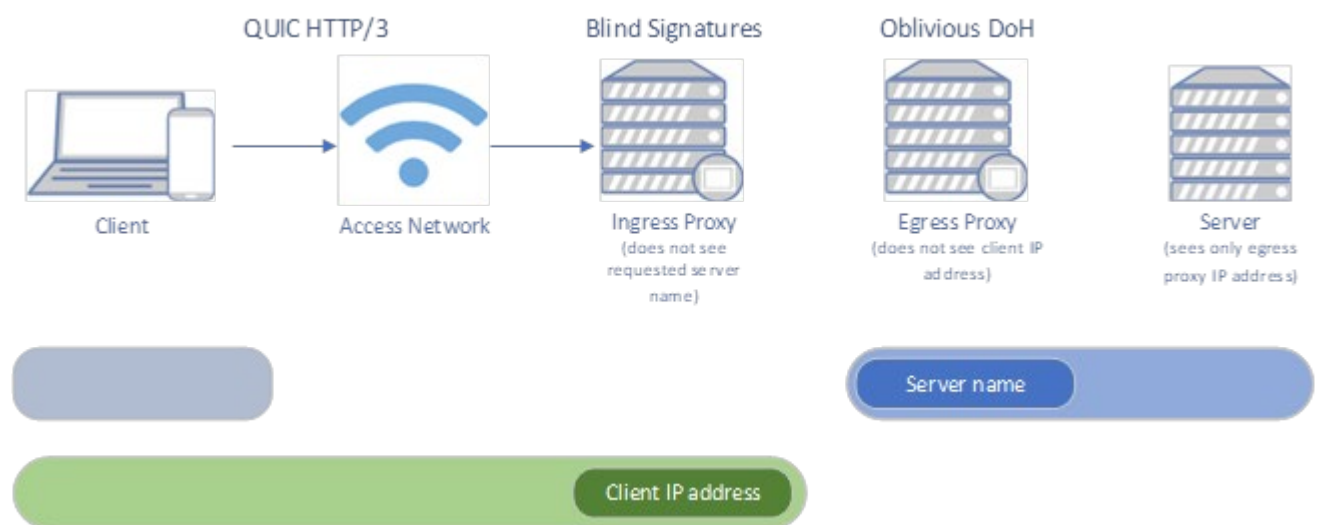 QUIC HTTP/3
Blind Signatures
Oblivious DoH
Client
Access Network
Ingress Proxy
(does not see
requested server
name)
Egress Proxy
(does not see client IP
address)
Server
(sees only egress
proxy IP address)
Server name
Client IP address